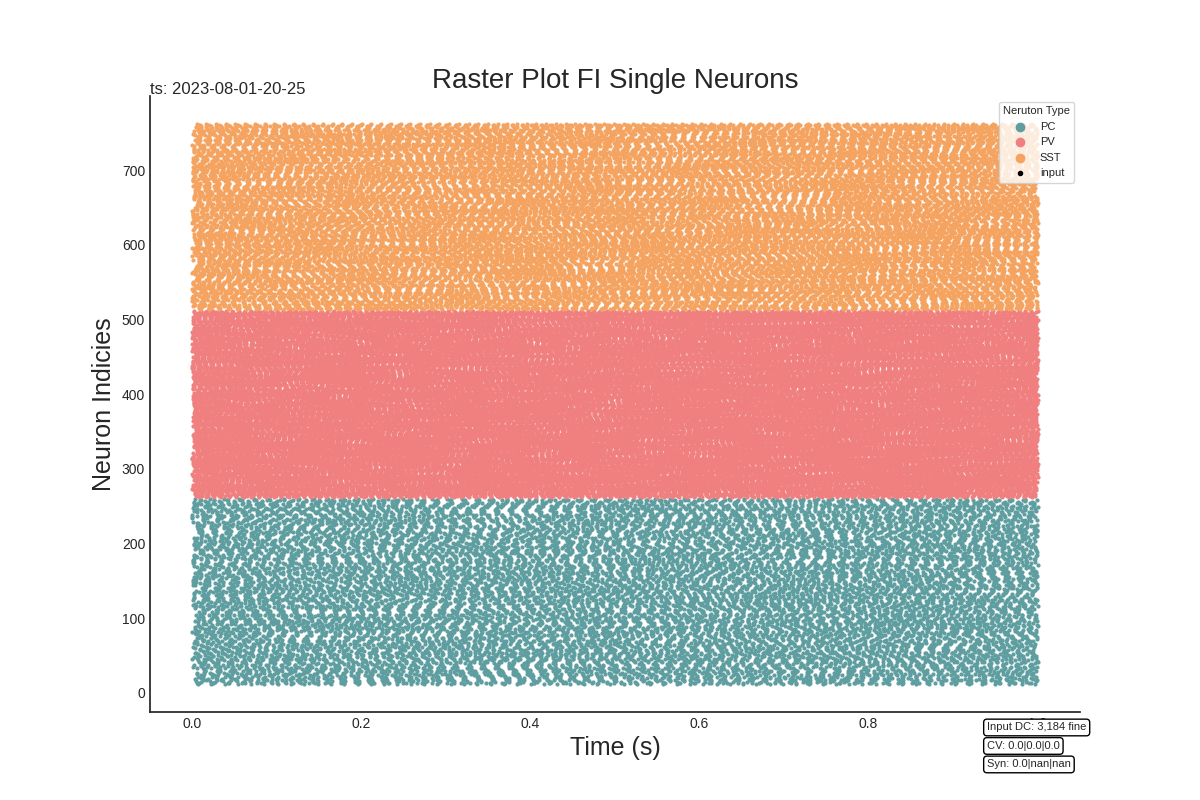 Raster Plot FI Single Neurons
ts: 2023-08-01-20-25
Neruton Type
PC
PV
SST
input
Neuron Indicies
700
600
500
400
300
200
100
0
0.0
0.2
0.4
0.6
0.8
Time (s)
Input DC: 3,184 fine
CV: 0.0|0.0|0.0
Syn: 0.0|nan|nan